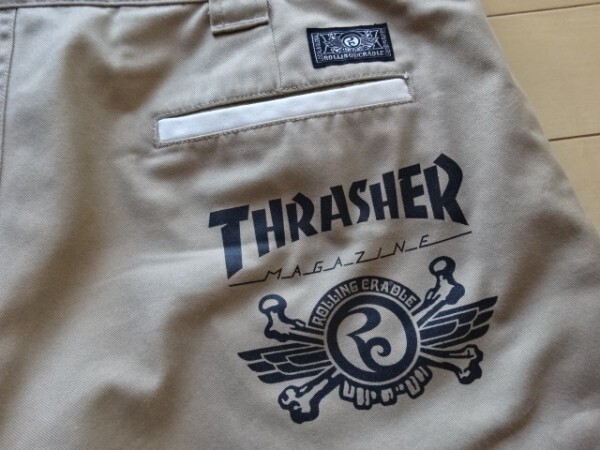 ROLLING CRADLE
THRASHER
MAGAZINE
ROLLING CRADLE